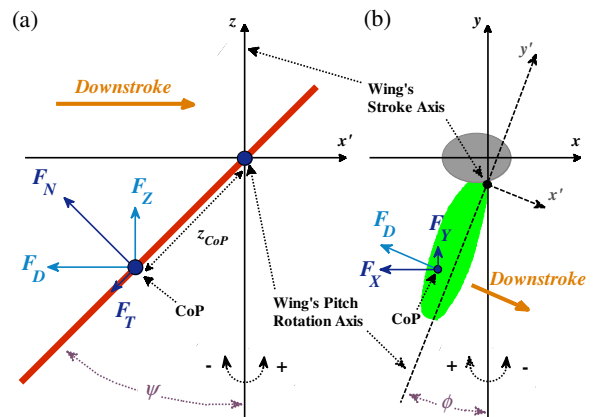 (a)
z
Downstroke
x'
F_N
F_Z
F_D
z_CoP
CoP
F_T
Wing's Pitch
Rotation Axis
ψ
-
+
Wing's
Stroke Axis
(b)
y
y'
x
x'
F_Y
F_D
F_X
CoP
Downstroke
+
-
ϕ